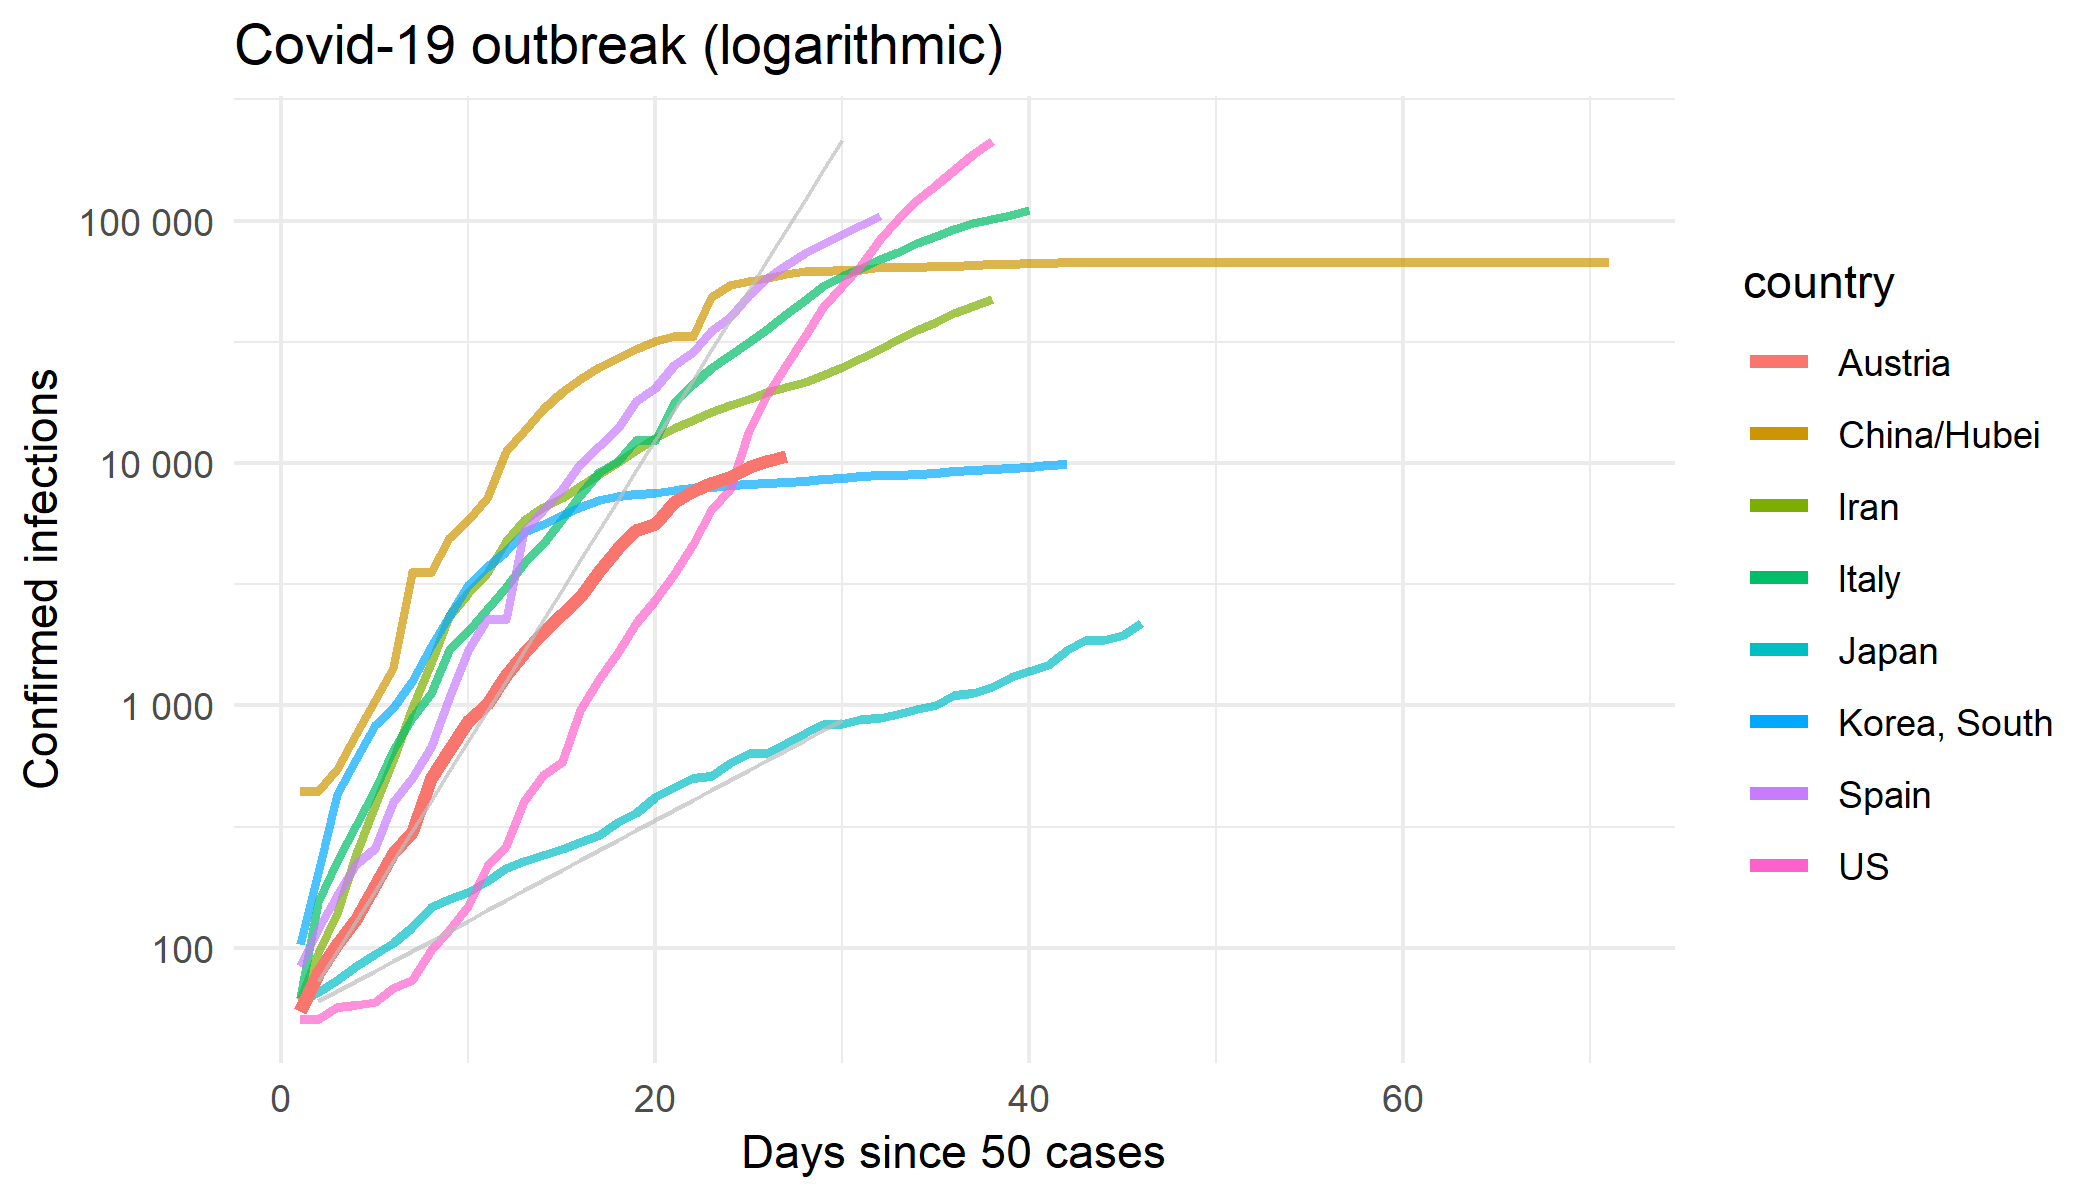 Covid-19 outbreak (logarithmic)
Confirmed infections
100 000
10 000
1 000
100
0
20
40
60
Days since 50 cases
country
Austria
China/Hubei
Iran
Italy
Japan
Korea, South
Spain
US